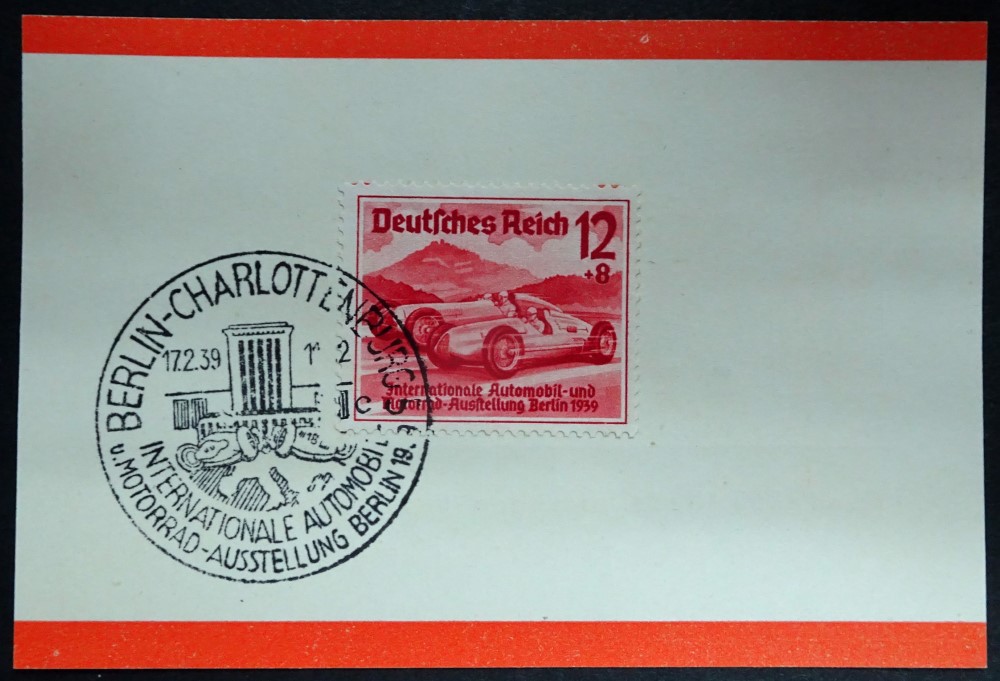 Deutsches Reich 12
+8
Internationale Automobil-und
Motorrad-Ausstellung Berlin 1939
BERLIN-CHARLOTTENBURG 5
17.2.39
c
INTERNATIONALE AUTOMOBIL
u. MOTORRAD-AUSSTELLUNG BERLIN 19